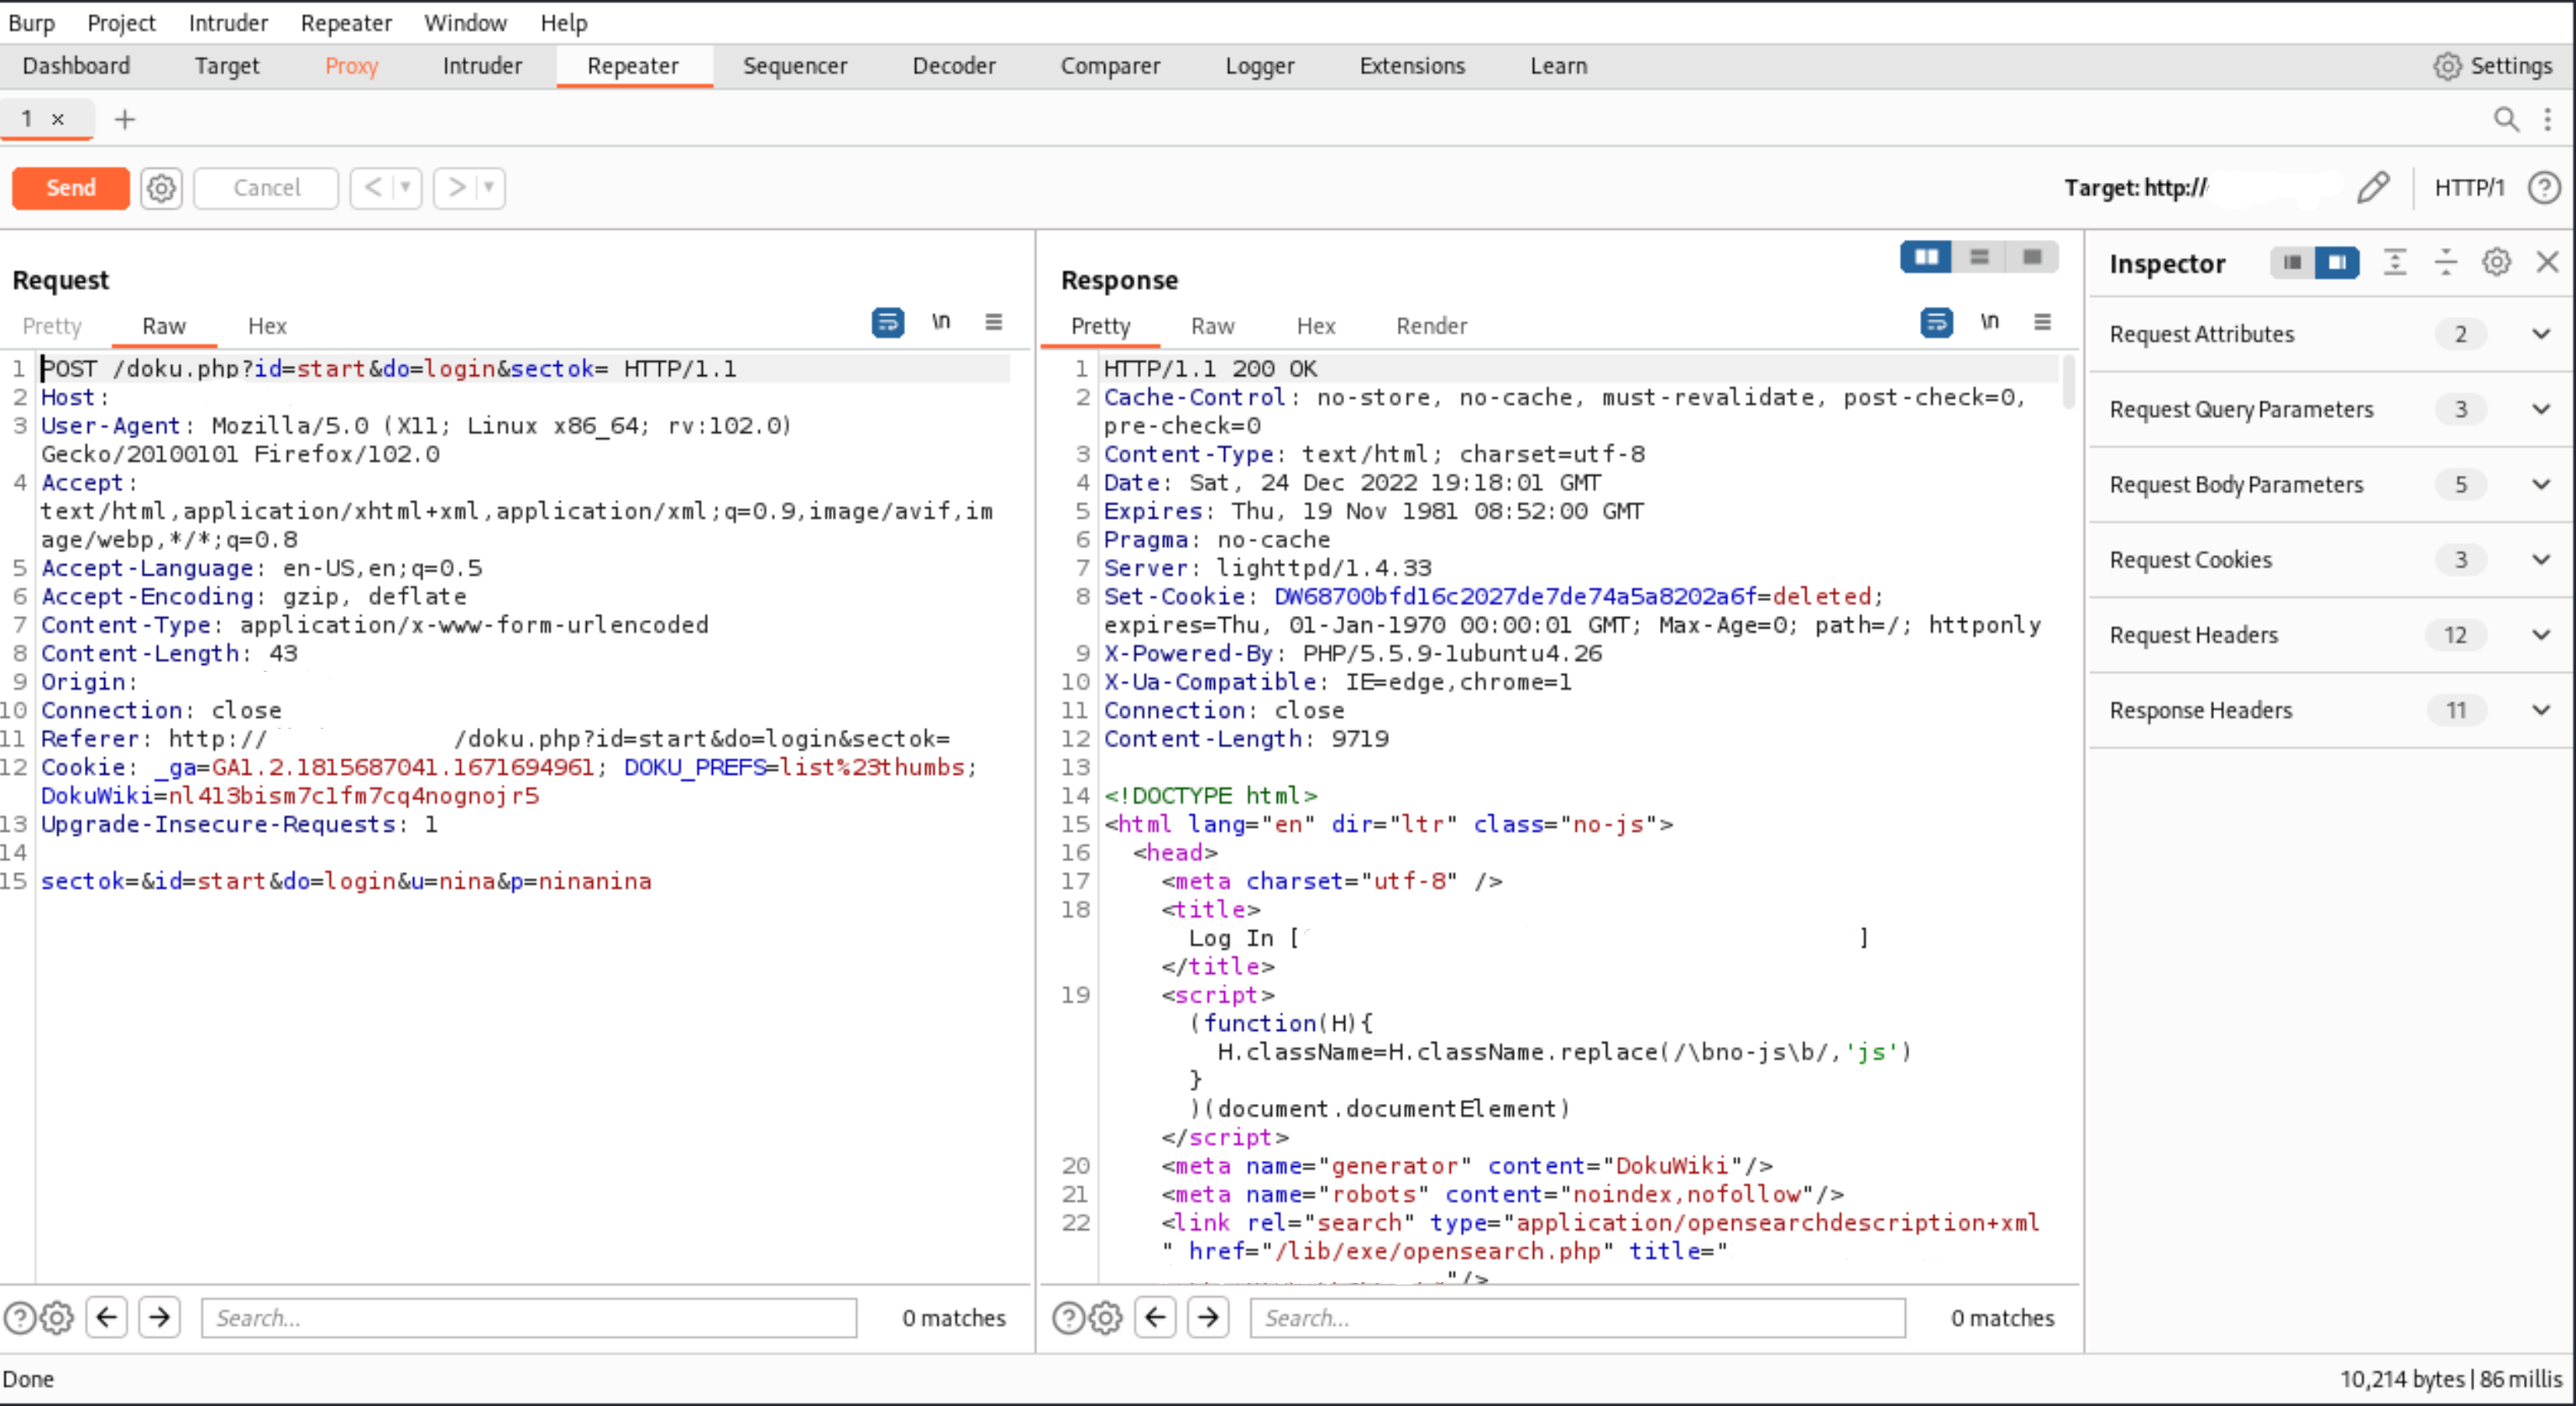 Burp Project Intruder Repeater Window Help
Dashboard Target Proxy Intruder Repeater Sequencer Decoder Comparer Logger Extensions Learn Settings
1 × +
Send Cancel < > Target: http:// HTTP/1 ?
Request
Pretty Raw Hex \n
1 POST /doku.php?id=start&do=login&sectok= HTTP/1.1
2 Host:
3 User-Agent: Mozilla/5.0 (X11; Linux x86_64; rv:102.0)
Gecko/20100101 Firefox/102.0
4 Accept:
text/html,application/xhtml+xml,application/xml;q=0.9,image/avif,im
age/webp,*/*;q=0.8
5 Accept-Language: en-US,en;q=0.5
6 Accept-Encoding: gzip, deflate
7 Content-Type: application/x-www-form-urlencoded
8 Content-Length: 43
9 Origin:
10 Connection: close
11 Referer: http:// /doku.php?id=start&do=login&sectok=
12 Cookie: _ga=GA1.2.1815687041.1671694961; DOKU_PREFS=list%23thumbs;
DokuWiki=nl413bism7c1fm7cq4nognojr5
13 Upgrade-Insecure-Requests: 1
14
15 sectok=&id=start&do=login&u=nina&p=ninanina
? Search... 0 matches
Response
Pretty Raw Hex Render \n
1 HTTP/1.1 200 OK
2 Cache-Control: no-store, no-cache, must-revalidate, post-check=0,
pre-check=0
3 Content-Type: text/html; charset=utf-8
4 Date: Sat, 24 Dec 2022 19:18:01 GMT
5 Expires: Thu, 19 Nov 1981 08:52:00 GMT
6 Pragma: no-cache
7 Server: lighttpd/1.4.33
8 Set-Cookie: DW68700bfd16c2027de7de74a5a8202a6f=deleted;
expires=Thu, 01-Jan-1970 00:00:01 GMT; Max-Age=0; path=/; httponly
9 X-Powered-By: PHP/5.5.9-1ubuntu4.26
10 X-Ua-Compatible: IE=edge,chrome=1
11 Connection: close
12 Content-Length: 9719
13
14 <!DOCTYPE html>
15 <html lang="en" dir="ltr" class="no-js">
16 <head>
17 <meta charset="utf-8" />
18 <title>
Log In [ ]
</title>
19 <script>
(function(H){
H.className=H.className.replace(/\bno-js\b/,'js')
}
)(document.documentElement)
</script>
20 <meta name="generator" content="DokuWiki"/>
21 <meta name="robots" content="noindex,nofollow"/>
22 <link rel="search" type="application/opensearchdescription+xml
" href="/lib/exe/opensearch.php" title="
"/>
? Search... 0 matches
Inspector
Request Attributes 2
Request Query Parameters 3
Request Body Parameters 5
Request Cookies 3
Request Headers 12
Response Headers 11
Done 10,214 bytes | 86 millis